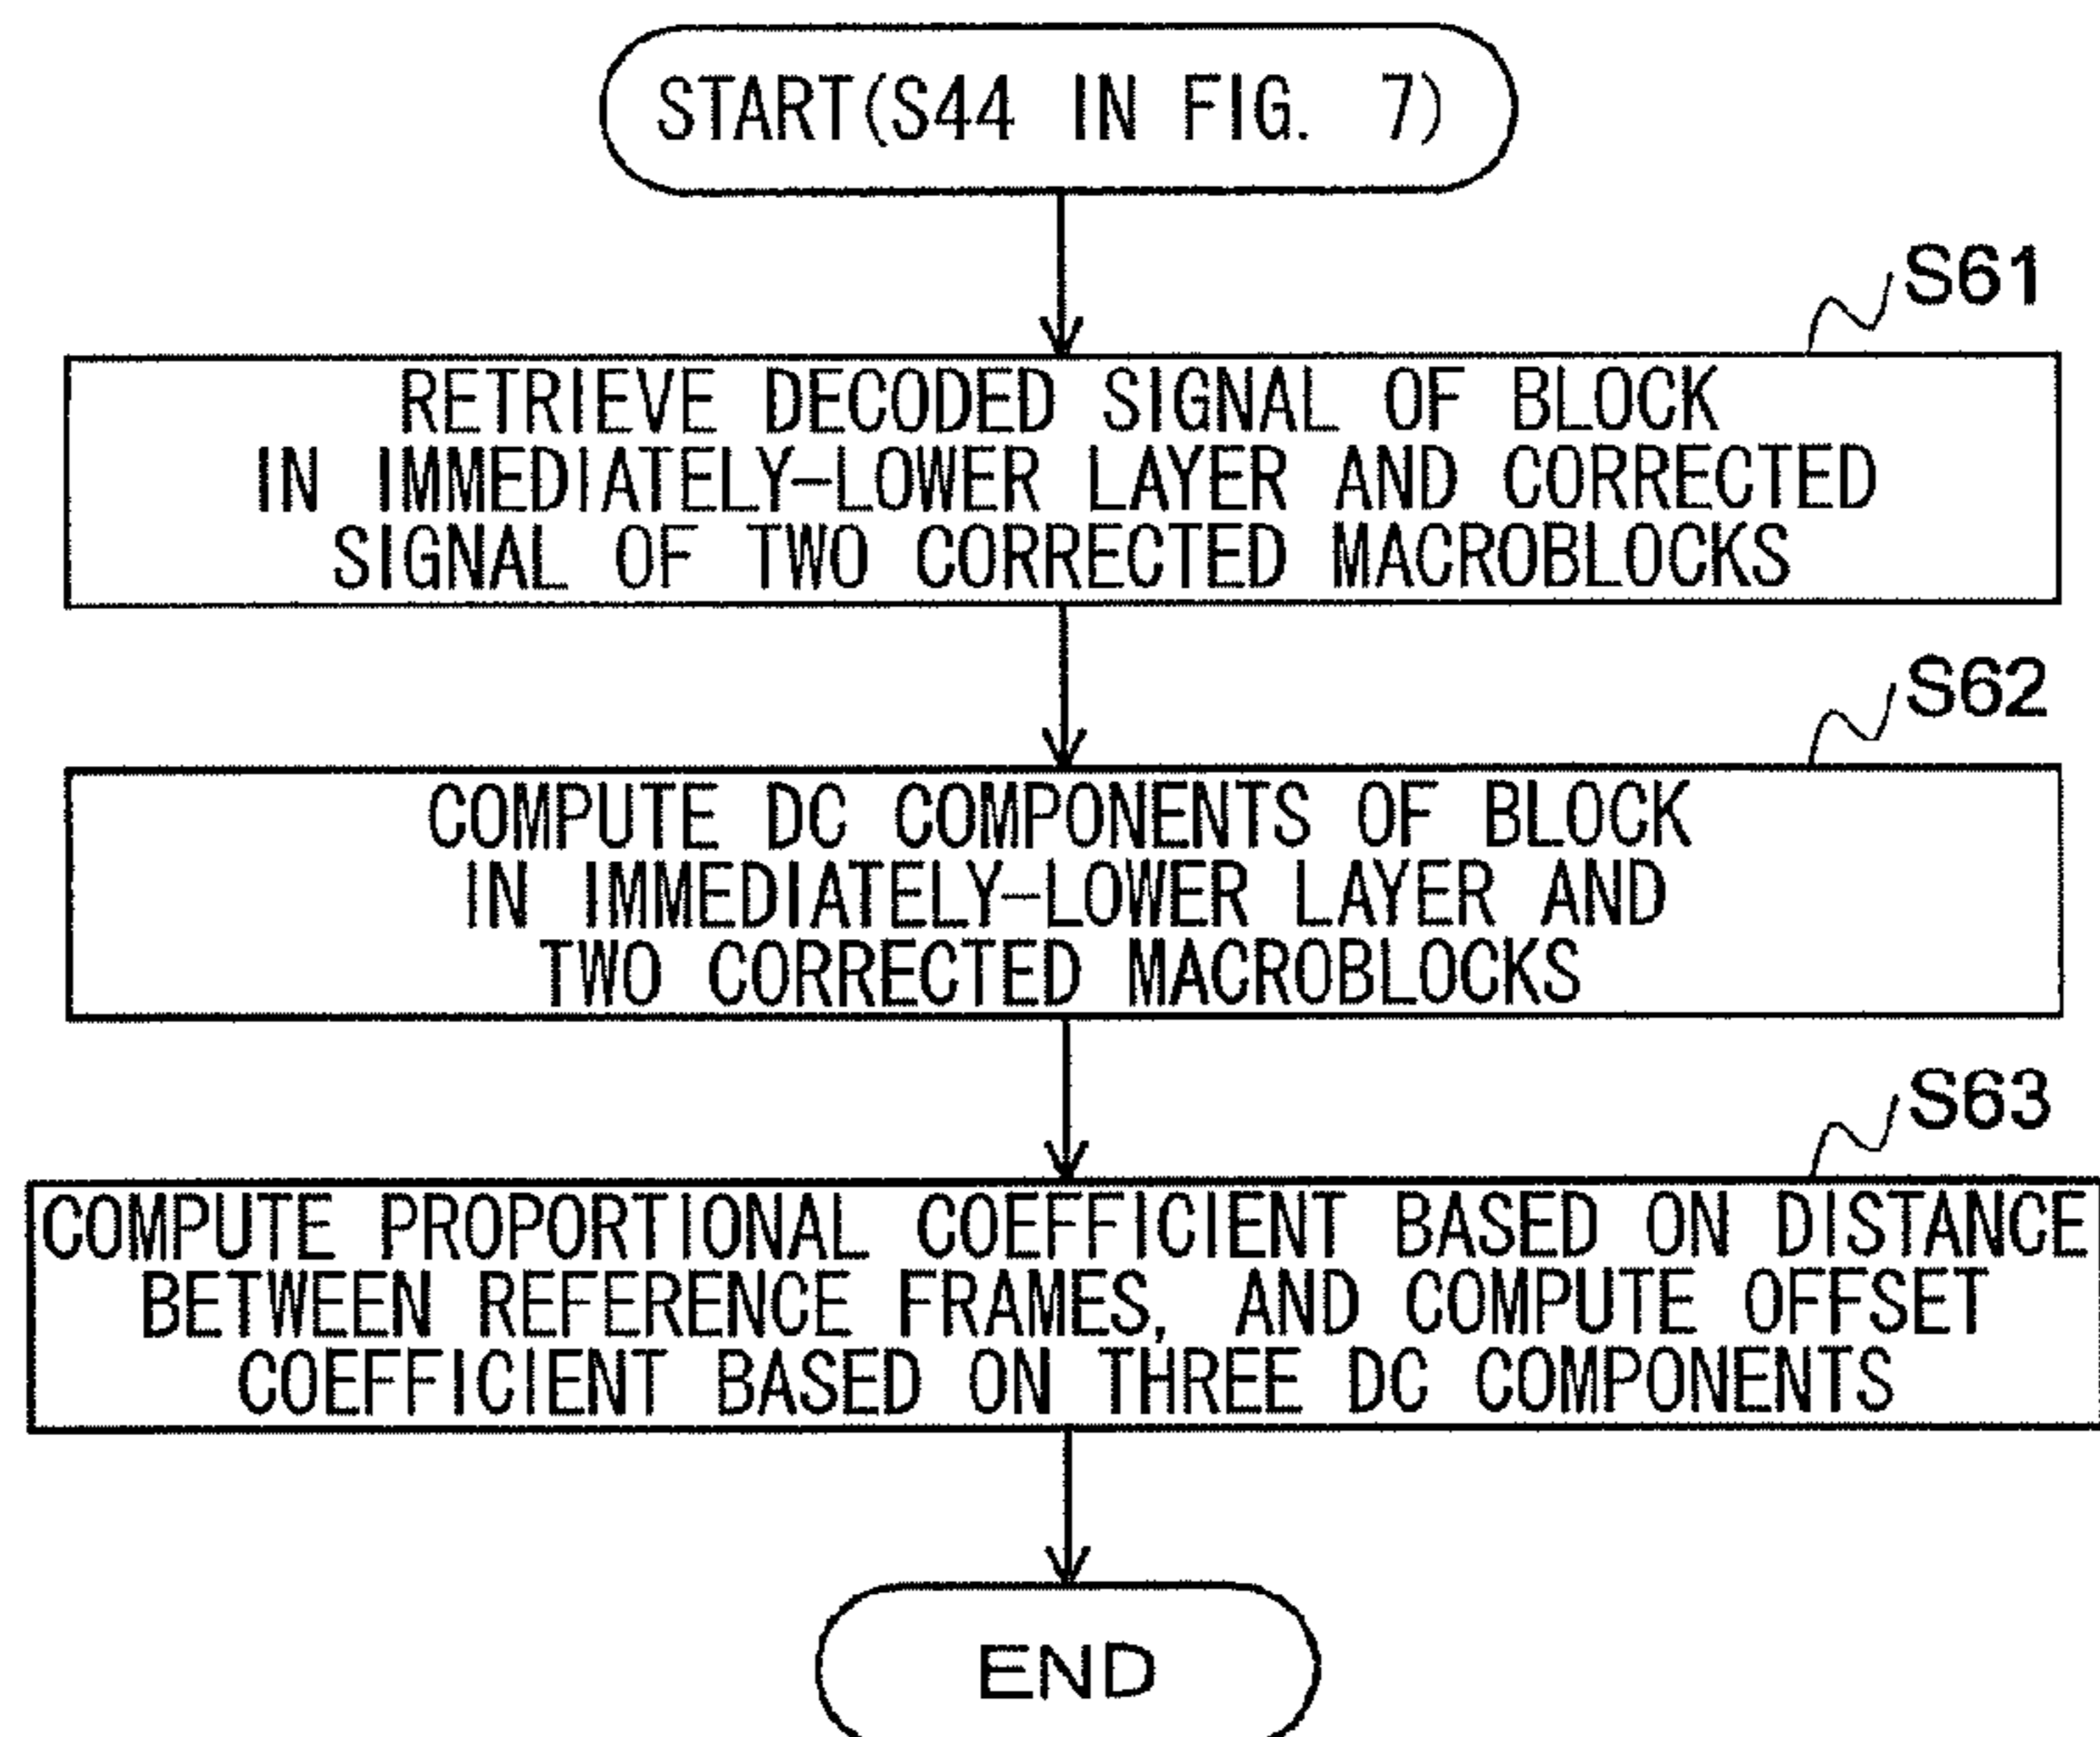 START(S44 IN FIG. 7)
S61
RETRIEVE DECODED SIGNAL OF BLOCK
IN IMMEDIATELY-LOWER LAYER AND CORRECTED
SIGNAL OF TWO CORRECTED MACROBLOCKS
S62
COMPUTE DC COMPONENTS OF BLOCK
IN IMMEDIATELY-LOWER LAYER AND
TWO CORRECTED MACROBLOCKS
S63
COMPUTE PROPORTIONAL COEFFICIENT BASED ON DISTANCE
BETWEEN REFERENCE FRAMES, AND COMPUTE OFFSET
COEFFICIENT BASED ON THREE DC COMPONENTS
END